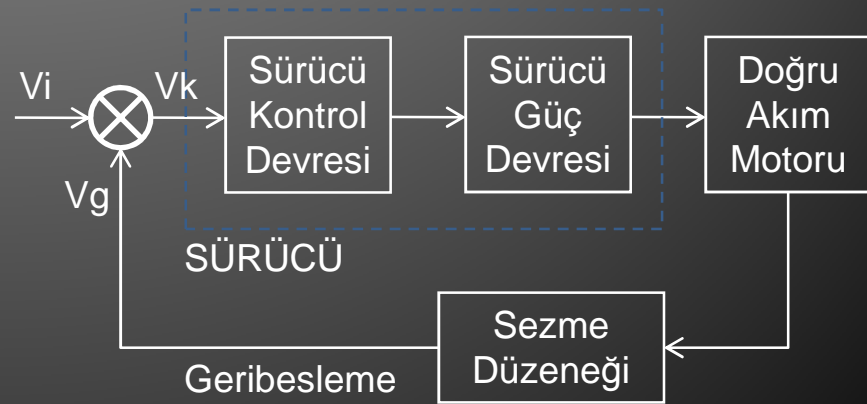 Vi
Vk
Sürücü
Kontrol
Devresi
Sürücü
Güç
Devresi
Doğru
Akım
Motoru
Vg
SÜRÜCÜ
Sezme
Düzeneği
Geribesleme